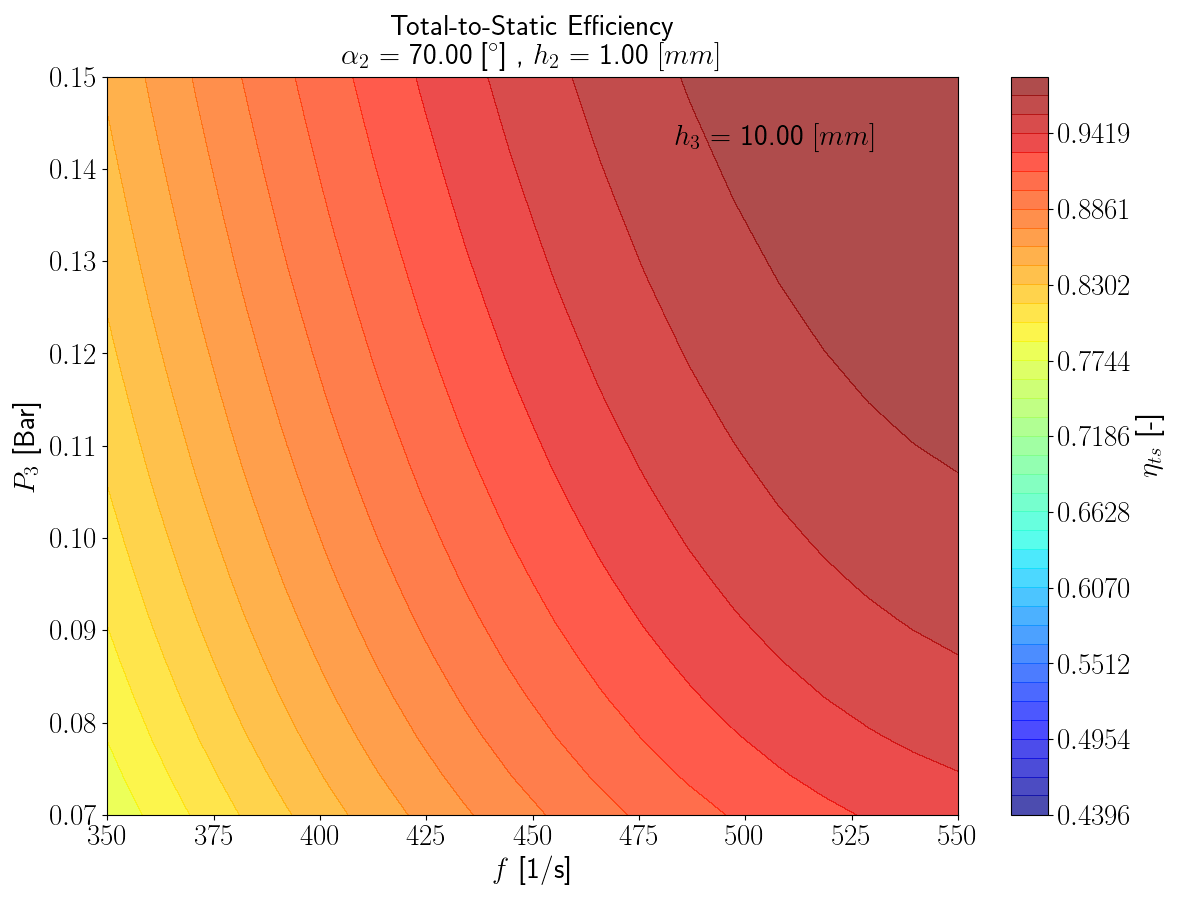 Total-to-Static Efficiency
α₂ = 70.00 [°] , h₂ = 1.00 [mm]
h₃ = 10.00 [mm]
0.15
0.14
0.13
0.12
0.11
0.10
0.09
0.08
0.07
P₃ [Bar]
350 375 400 425 450 475 500 525 550
f [1/s]
0.9419
0.8861
0.8302
0.7744
0.7186
0.6628
0.6070
0.5512
0.4954
0.4396
η_ts [-]